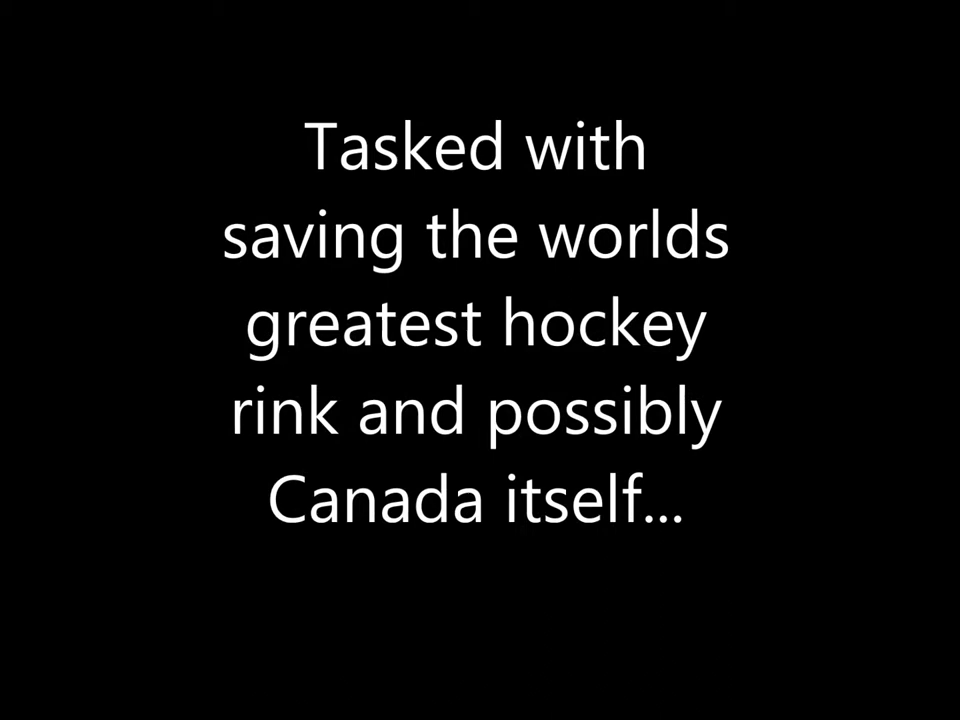 Tasked with
saving the worlds
greatest hockey
rink and possibly
Canada itself...